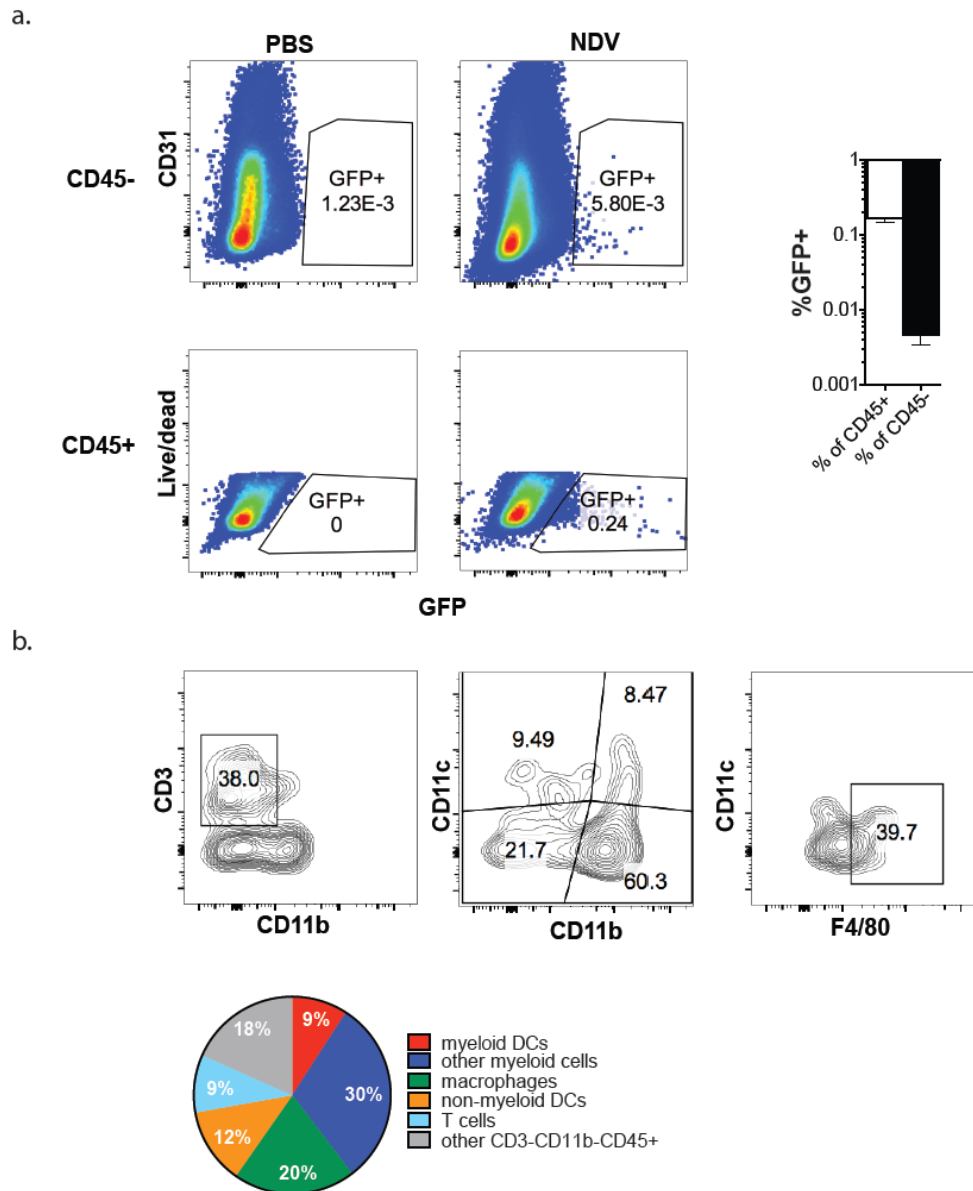 a.
PBS
NDV
CD45-
CD31
GFP+
1.23E-3
GFP+
5.80E-3
%GFP+
1
0.1
0.01
0.001
% of CD45+
% of CD45-
CD45+
Live/dead
GFP+
0
GFP+
0.24
GFP
b.
CD3
38.0
CD11b
CD11c
9.49
8.47
21.7
60.3
CD11b
CD11c
39.7
F4/80
18%
9%
9%
30%
12%
20%
myeloid DCs
other myeloid cells
macrophages
non-myeloid DCs
T cells
other CD3-CD11b-CD45+